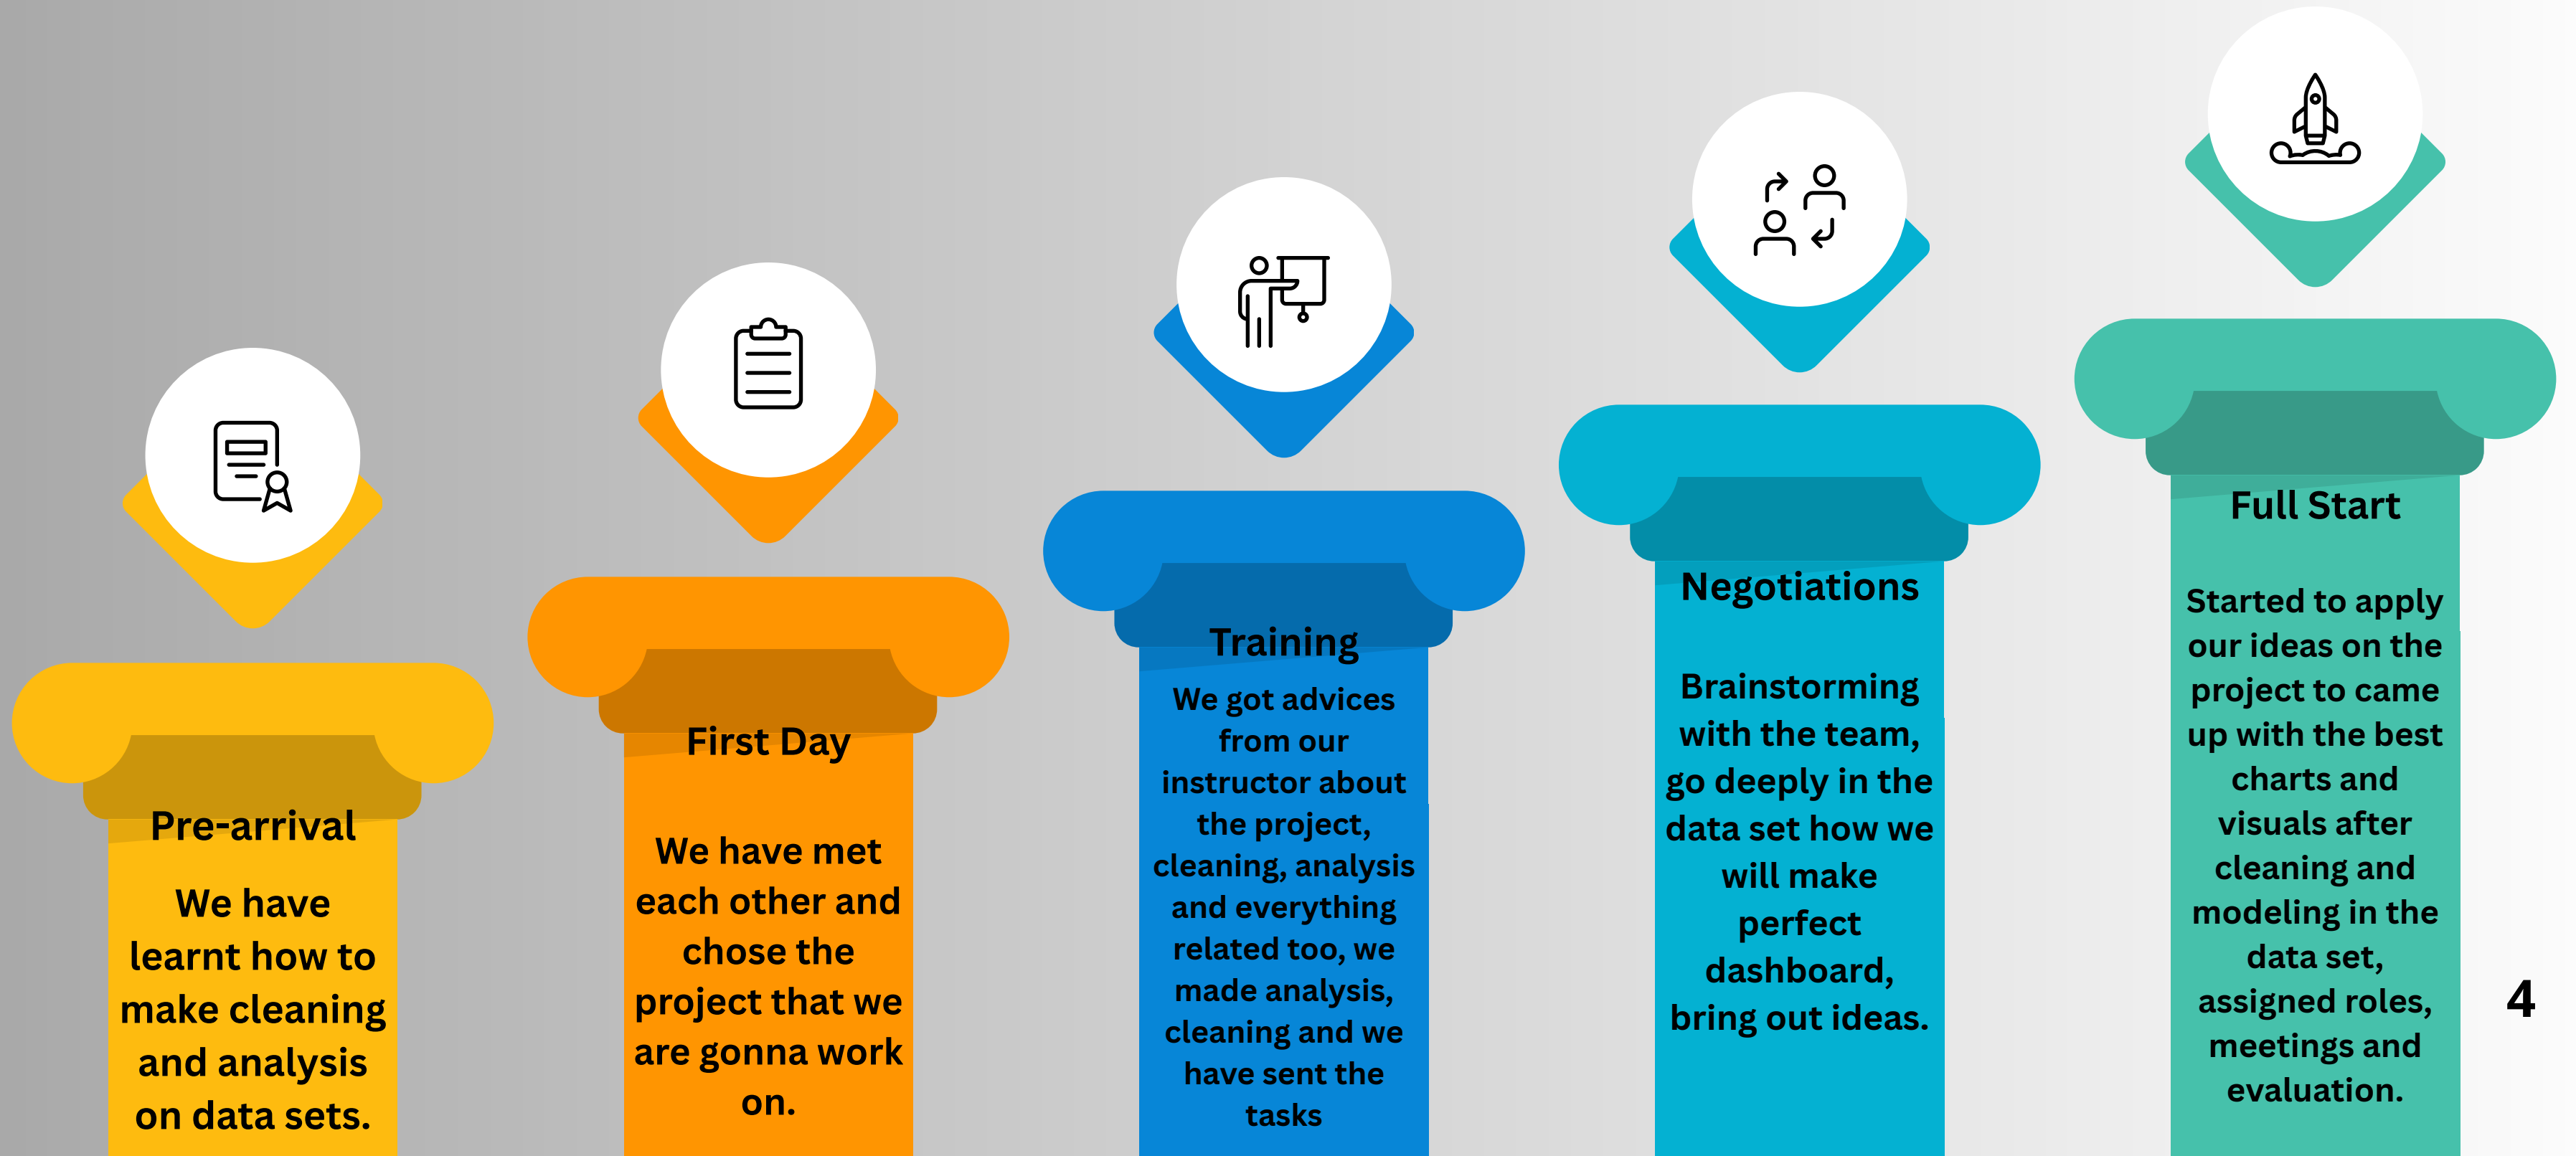 Pre-arrival
We have
learnt how to
make cleaning
and analysis
on data sets.
First Day
We have met
each other and
chose the
project that we
are gonna work
on.
Training
We got advices
from our
instructor about
the project,
cleaning, analysis
and everything
related too, we
made analysis,
cleaning and we
have sent the
tasks
Negotiations
Brainstorming
with the team,
go deeply in the
data set how we
will make
perfect
dashboard,
bring out ideas.
Full Start
Started to apply
our ideas on the
project to came
up with the best
charts and
visuals after
cleaning and
modeling in the
data set,
assigned roles,
meetings and
evaluation.
4